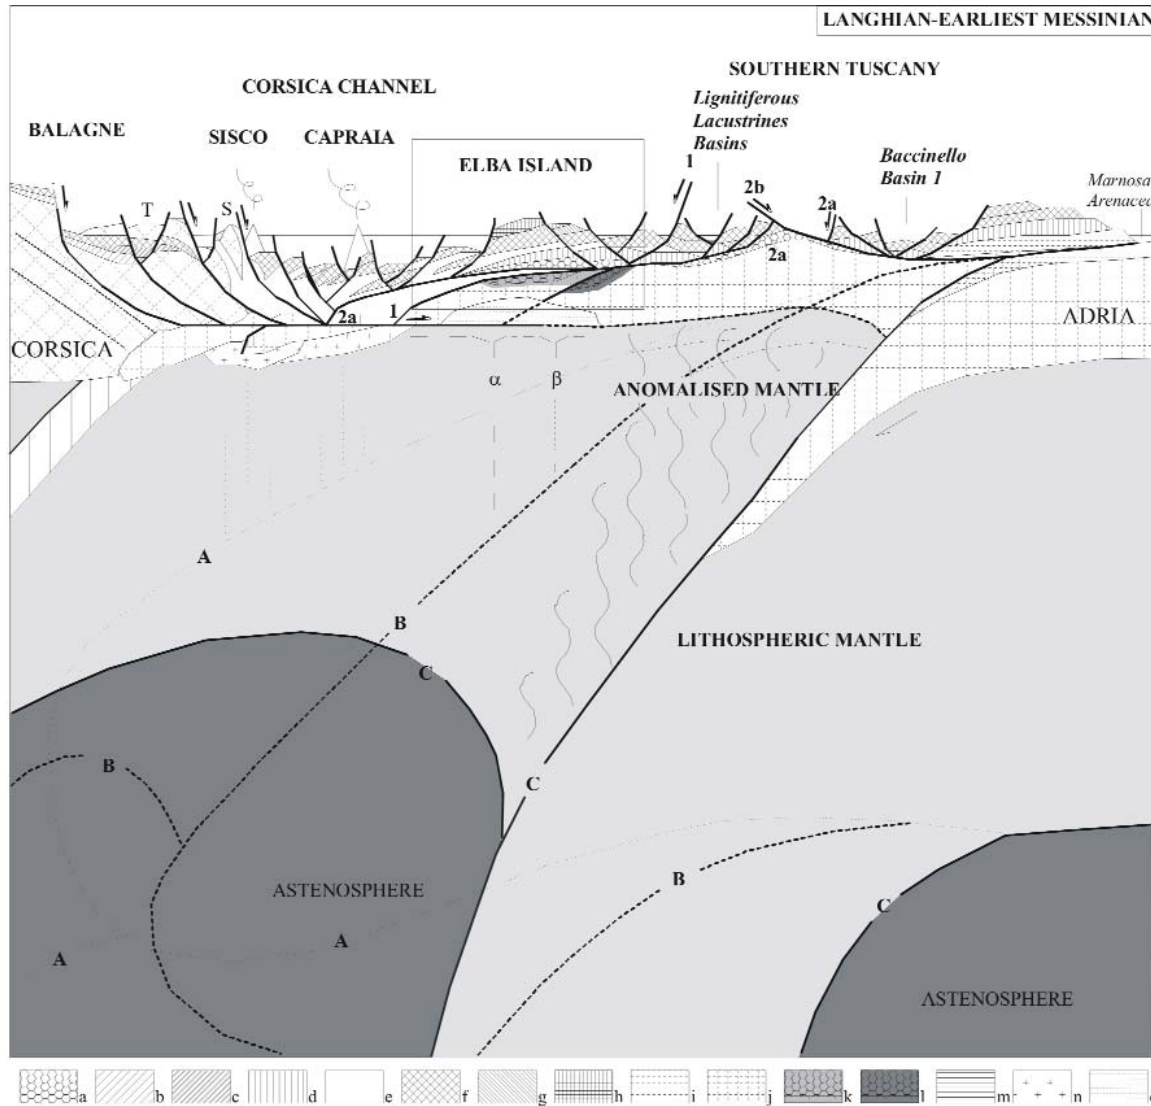 LANGHIAN-EARLIEST MESSINIAN
SOUTHERN TUSCANY
CORSICA CHANNEL
Lignitiferous
Lacustrines
Basins
BALAGNE
SISCO
CAPRAIA
ELBA ISLAND
Baccinello
Basin 1
Marnosa
Arenacea
1
2b
2a
T
S
2a
2a
1
CORSICA
ADRIA
α
β
ANOMALISED MANTLE
A
B
LITHOSPHERIC MANTLE
C
B
C
ASTENOSPHERE
B
C
A
A
ASTENOSPHERE
a b c d e f g h i j k l m n o